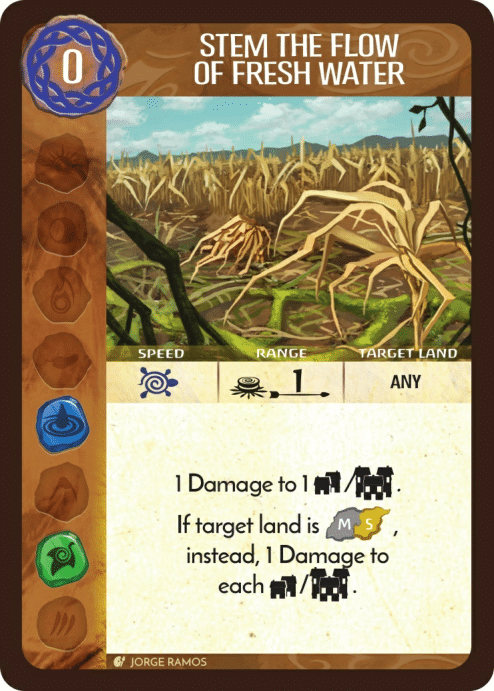 0
STEM THE FLOW
OF FRESH WATER
SPEED RANGE TARGET LAND
1 ANY
1 Damage to 1 / .
If target land is M S ,
instead, 1 Damage to
each / .
JORGE RAMOS